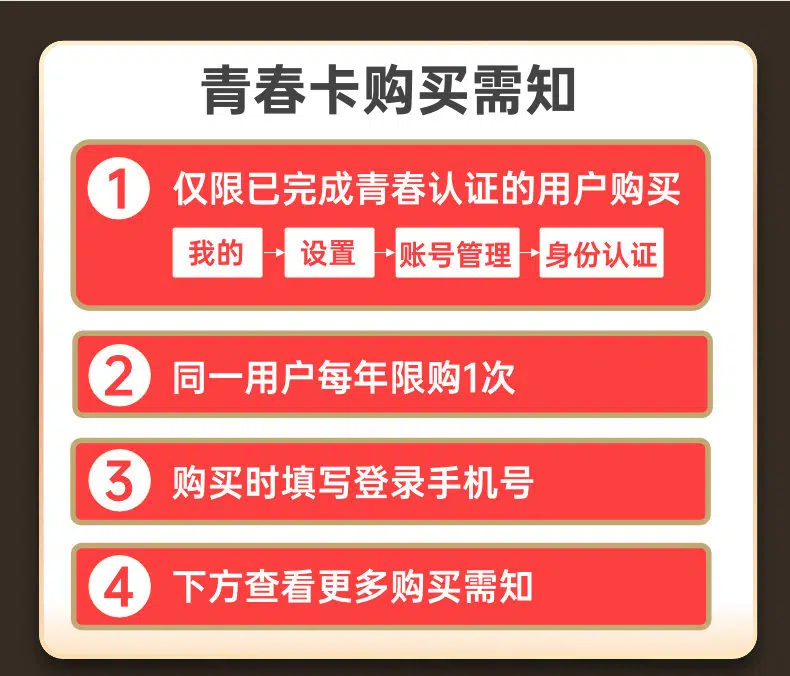 青春卡购买需知
1 仅限已完成青春认证的用户购买
我的 → 设置 → 账号管理 → 身份认证
2 同一用户每年限购1次
3 购买时填写登录手机号
4 下方查看更多购买需知